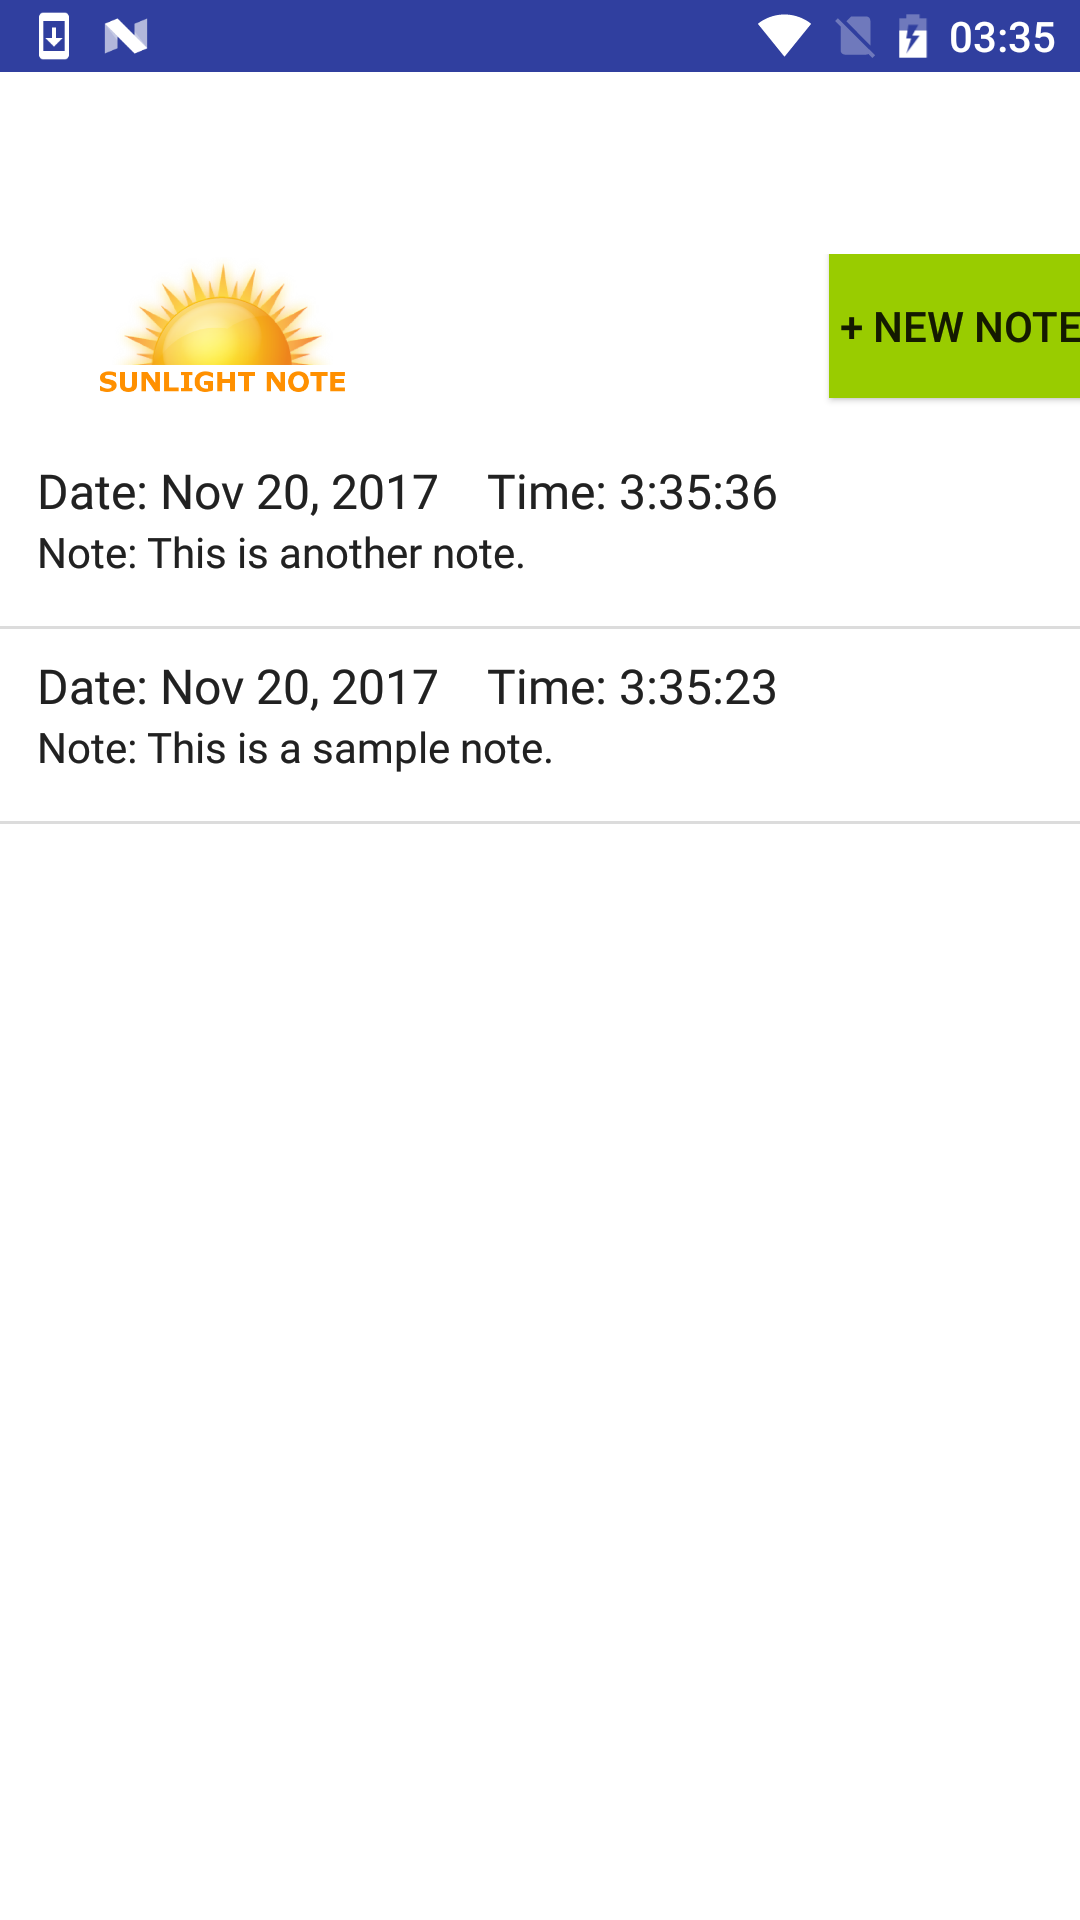 03:35
SUNLIGHT NOTE
+ NEW NOTE
Date: Nov 20, 2017    Time: 3:35:36
Note: This is another note.
Date: Nov 20, 2017    Time: 3:35:23
Note: This is a sample note.